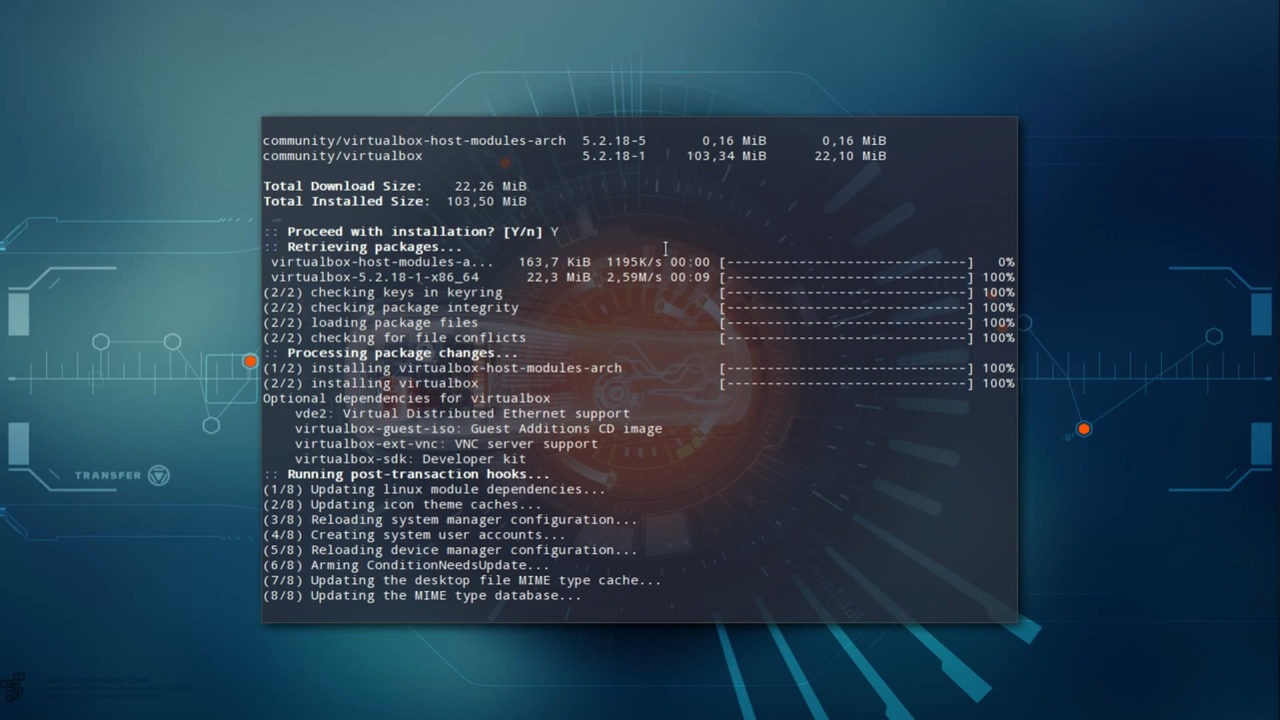 community/virtualbox-host-modules-arch  5.2.18-5       0,16 MiB       0,16 MiB
community/virtualbox                    5.2.18-1     103,34 MiB      22,10 MiB
Total Download Size:    22,26 MiB
Total Installed Size:  103,50 MiB
:: Proceed with installation? [Y/n] Y
:: Retrieving packages...
virtualbox-host-modules-a...   163,7 KiB  1195K/s 00:00 [------------------------------]   0%
virtualbox-5.2.18-1-x86_64      22,3 MiB  2,59M/s 00:09 [------------------------------] 100%
(2/2) checking keys in keyring                          [------------------------------] 100%
(2/2) checking package integrity                        [------------------------------] 100%
(2/2) loading package files                             [------------------------------] 100%
(2/2) checking for file conflicts                       [------------------------------] 100%
:: Processing package changes...
(1/2) installing virtualbox-host-modules-arch           [------------------------------] 100%
(2/2) installing virtualbox                             [------------------------------] 100%
Optional dependencies for virtualbox
    vde2: Virtual Distributed Ethernet support
    virtualbox-guest-iso: Guest Additions CD image
    virtualbox-ext-vnc: VNC server support
    virtualbox-sdk: Developer kit
:: Running post-transaction hooks...
(1/8) Updating linux module dependencies...
(2/8) Updating icon theme caches...
(3/8) Reloading system manager configuration...
(4/8) Creating system user accounts...
(5/8) Reloading device manager configuration...
(6/8) Arming ConditionNeedsUpdate...
(7/8) Updating the desktop file MIME type cache...
(8/8) Updating the MIME type database...
TRANSFER